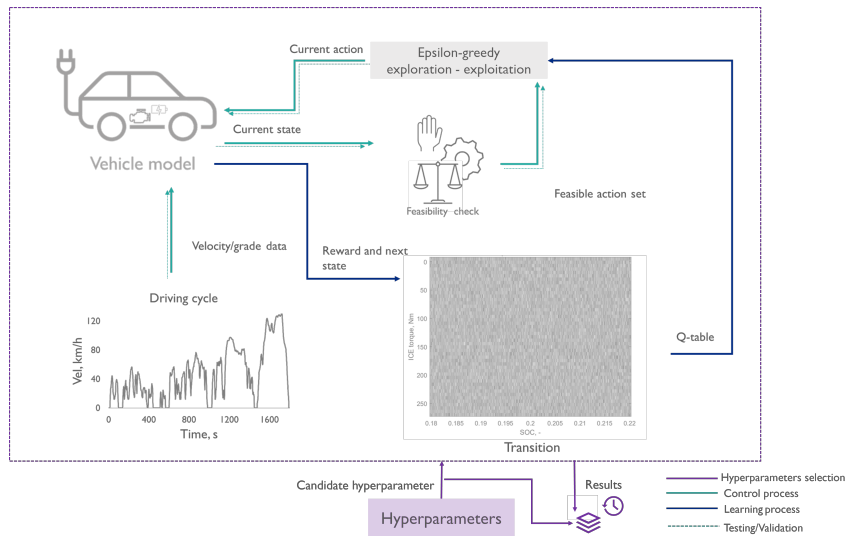 Current action
Epsilon-greedy
exploration - exploitation
Current state
Vehicle model
Feasibility check
Feasible action set
Velocity/grade data
Reward and next
state
Driving cycle
Vel, km/h
120
80
40
0
0
400
800
1200
1600
Time, s
ICE torque, Nm
0
50
100
150
200
250
0.18
0.185
0.19
0.195
0.2
0.205
0.21
0.215
0.22
SOC, -
Transition
Q-table
Candidate hyperparameter
Hyperparameters
Results
Hyperparameters selection
Control process
Learning process
Testing/Validation